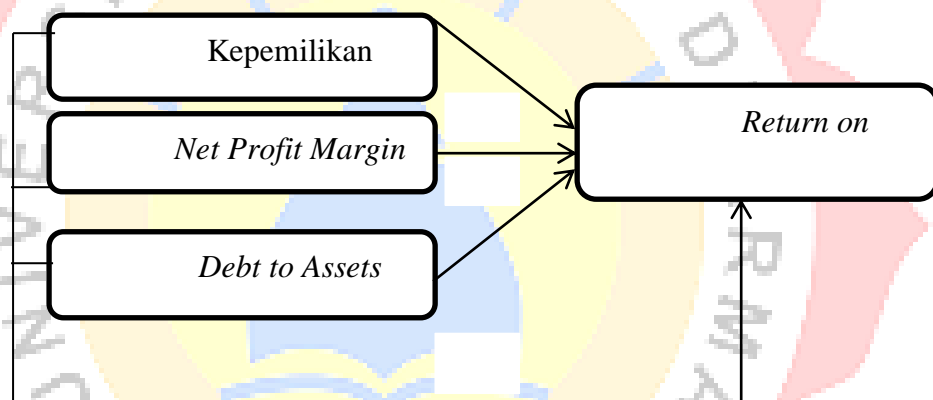 Kepemilikan
Return on
Net Profit Margin
Debt to Assets